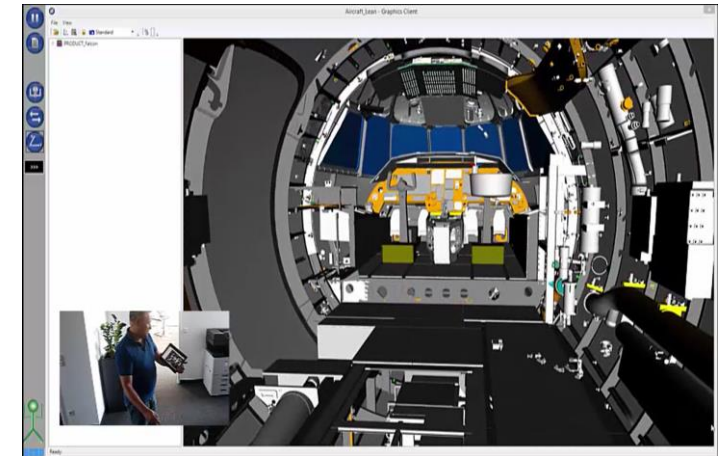 Aircraft_Lean - Graphics Client
File View
Standard
PRODUCT_Falcon
Ready